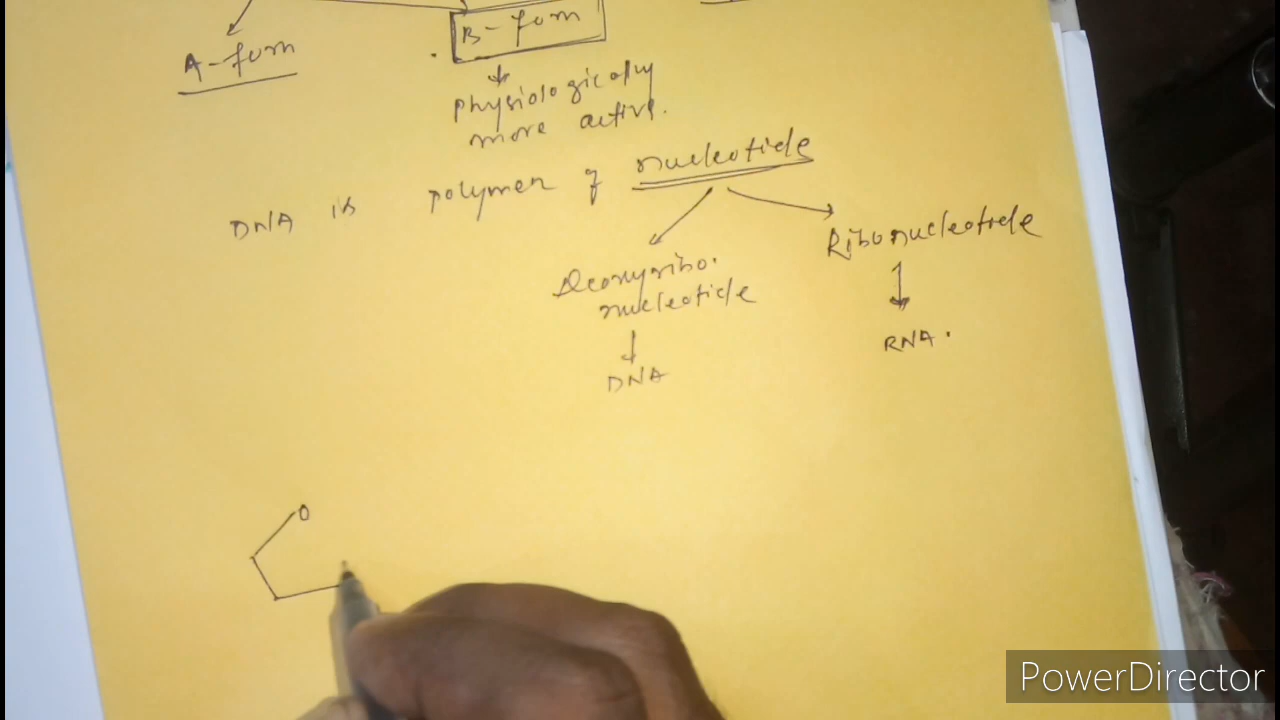 A-form
B-form
Physiologically
more active.
DNA is polymer of nucleotide
Deoxyribo.
nucleotide
Ribonucleotide
DNA
RNA.
O
PowerDirector